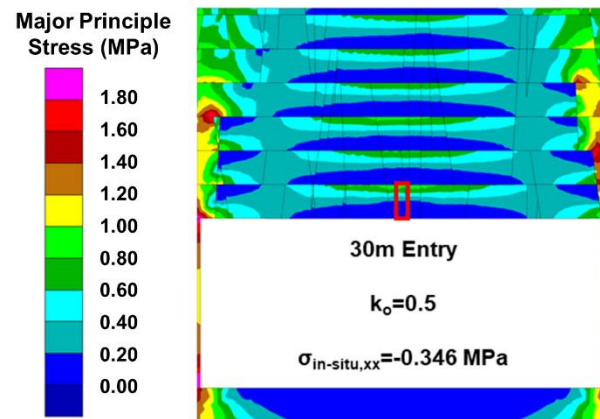 Major Principle
Stress (MPa)
1.80
1.60
1.40
1.20
1.00
0.80
0.60
0.40
0.20
0.00
30m Entry
kₒ=0.5
σin-situ,xx=-0.346 MPa